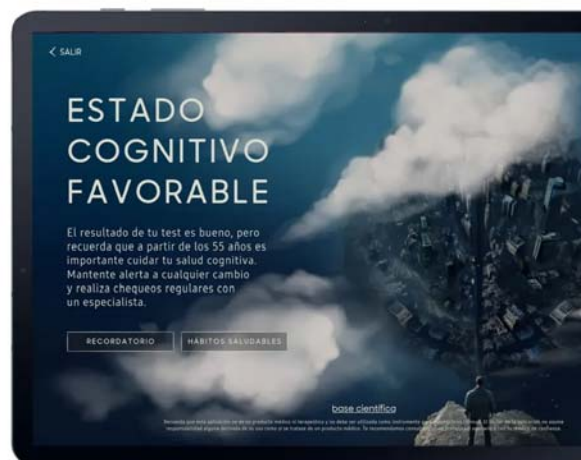 < SALIR
ESTADO
COGNITIVO
FAVORABLE
El resultado de tu test es bueno, pero
recuerda que a partir de los 55 años es
importante cuidar tu salud cognitiva.
Mantente alerta a cualquier cambio
y realiza chequeos regulares con
un especialista.
RECORDATORIO
HÁBITOS SALUDABLES
base científica